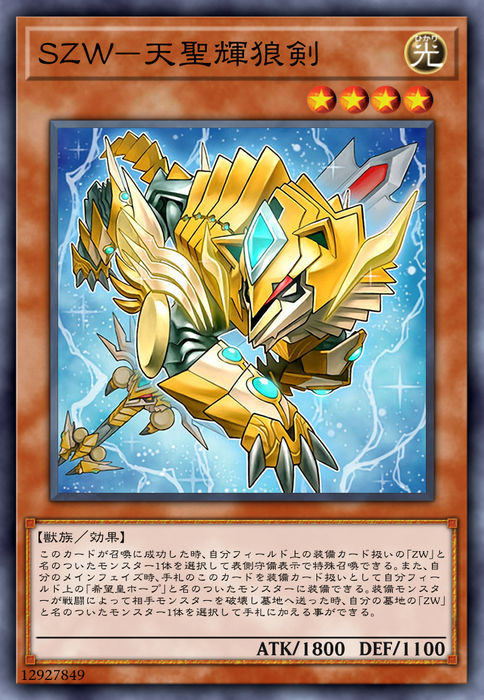 SZW－天聖輝狼剣
ひかり
光
【獣族／効果】
このカードが召喚に成功した時、自分フィールド上の装備カード扱いの「ZW」と
名のついたモンスター1体を選択して表側守備表示で特殊召喚できる。また、自
分のメインフェイズ時、手札のこのカードを装備カード扱いとして自分フィー
ルド上の「希望皇ホープ」と名のついたモンスターに装備できる。装備モンスタ
ーが戦闘によって相手モンスターを破壊し墓地へ送った時、自分の墓地の「ZW」
と名のついたモンスター1体を選択して手札に加える事ができる。
ATK/1800 DEF/1100
12927849